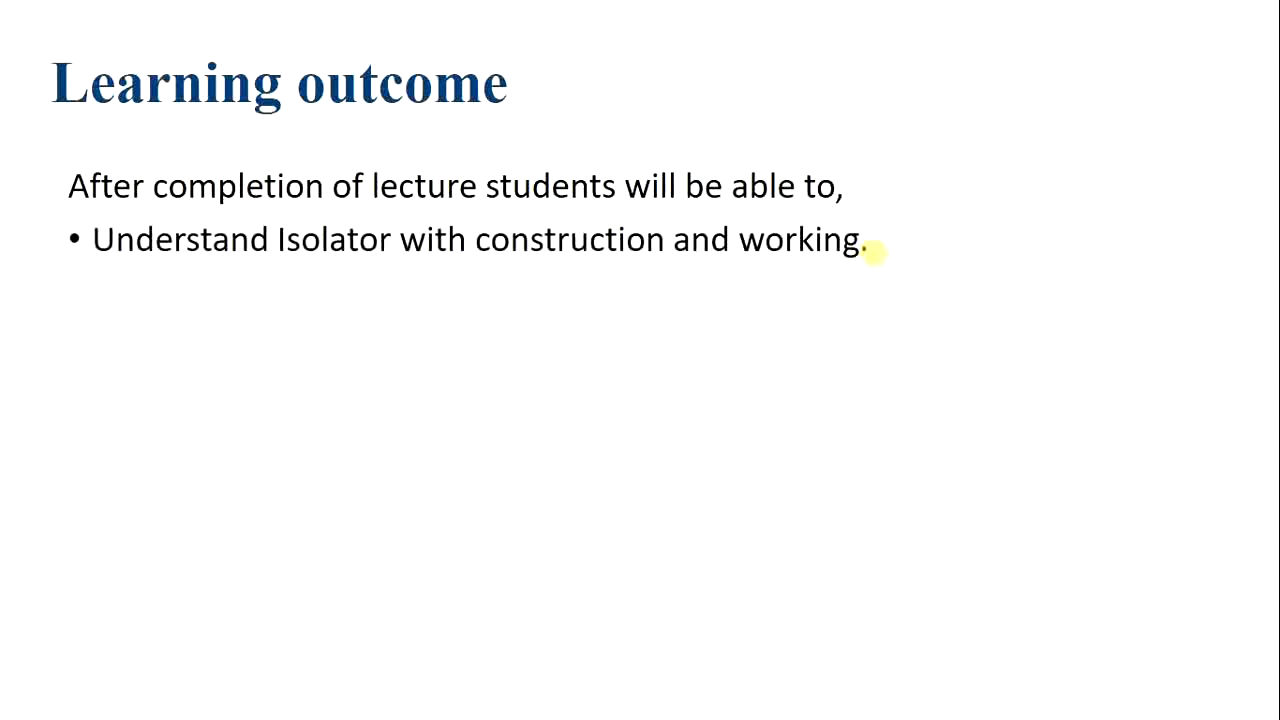 Learning outcome
After completion of lecture students will be able to,
• Understand Isolator with construction and working.